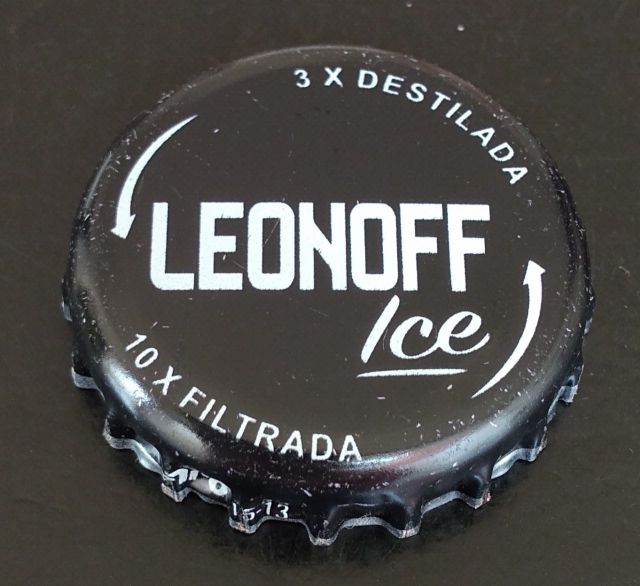 3 X DESTILADA
LEONOFF
Ice
10 X FILTRADA